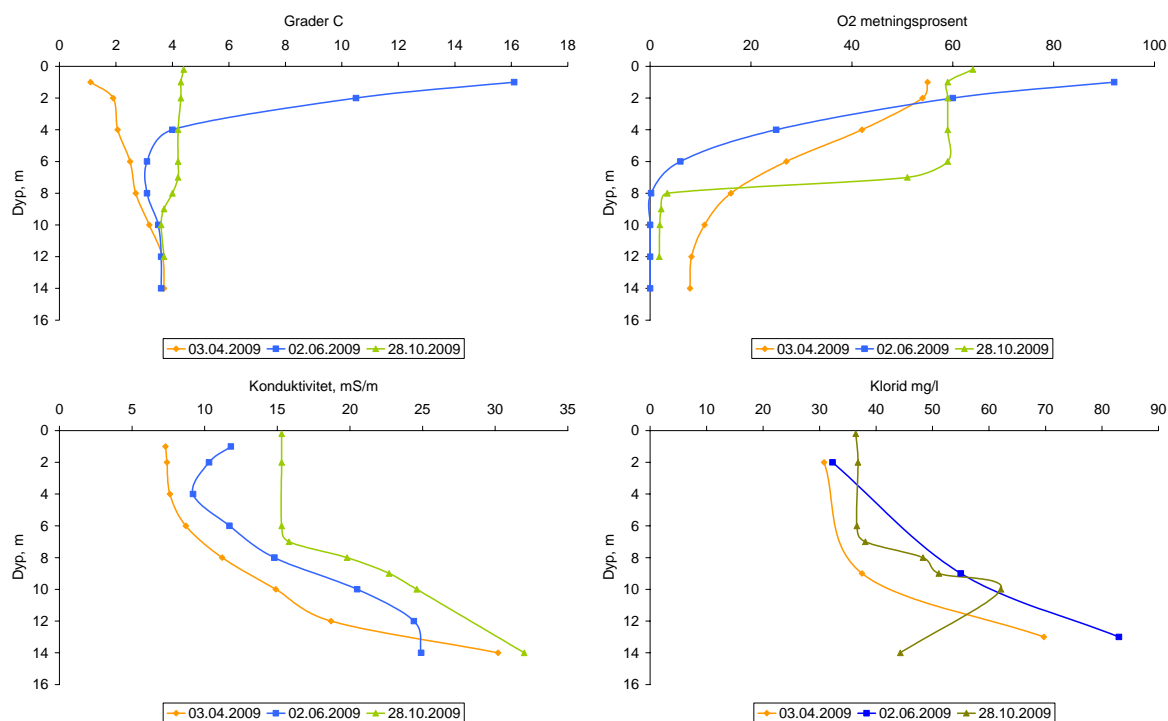 Grader C
0 2 4 6 8 10 12 14 16 18
0
2
4
6
8
10
12
14
16
Dyp, m
03.04.2009 02.06.2009 28.10.2009
O2 metningsprosent
0 20 40 60 80 100
0
2
4
6
8
10
12
14
16
Dyp, m
03.04.2009 02.06.2009 28.10.2009
Konduktivitet, mS/m
0 5 10 15 20 25 30 35
0
2
4
6
8
10
12
14
16
Dyp, m
03.04.2009 02.06.2009 28.10.2009
Klorid mg/l
0 10 20 30 40 50 60 70 80 90
0
2
4
6
8
10
12
14
16
Dyp, m
03.04.2009 02.06.2009 28.10.2009